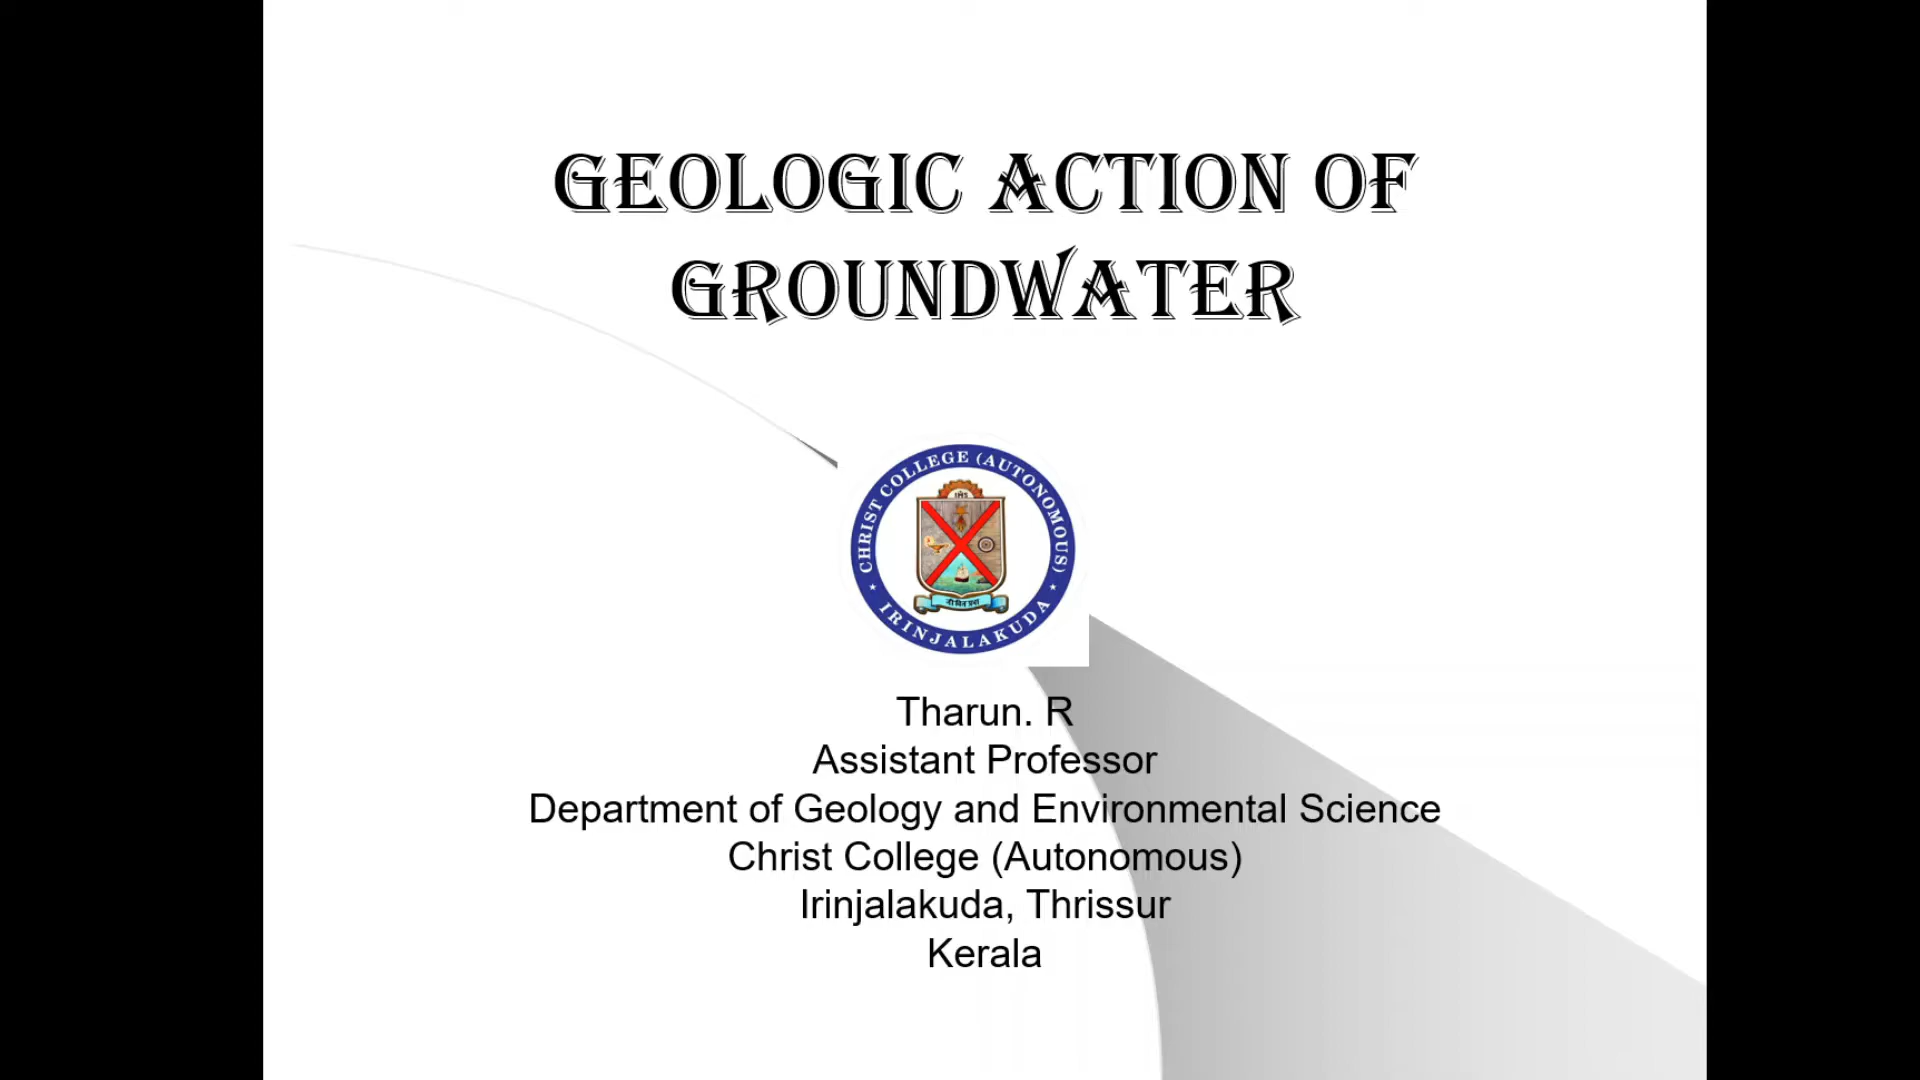 GEOLOGIC ACTION OF
GROUNDWATER
CHRIST COLLEGE (AUTONOMOUS)
IRINJALAKUDA
Tharun. R
Assistant Professor
Department of Geology and Environmental Science
Christ College (Autonomous)
Irinjalakuda, Thrissur
Kerala